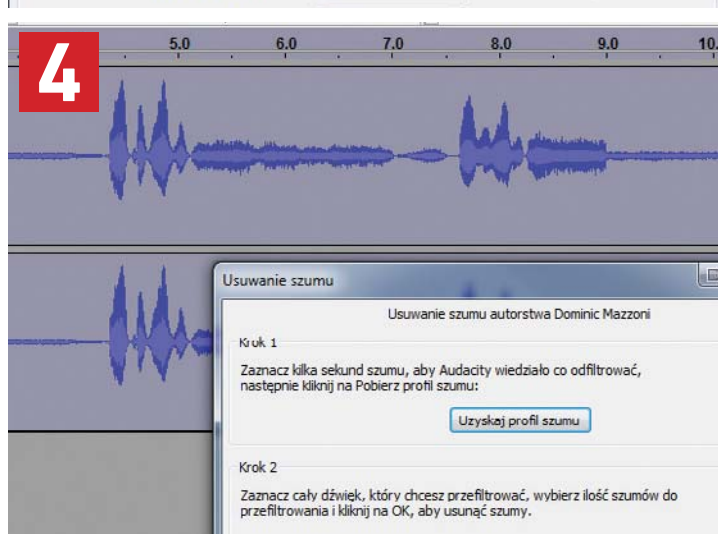 4
5.0 6.0 7.0 8.0 9.0 10.
Usuwanie szumu
Usuwanie szumu autorstwa Dominic Mazzoni
Krok 1
Zaznacz kilka sekund szumu, aby Audacity wiedziało co odfiltrować,
następnie kliknij na Pobierz profil szumu:
Uzyskaj profil szumu
Krok 2
Zaznacz cały dźwięk, który chcesz przefiltrować, wybierz ilość szumów do
przefiltrowania i kliknij na OK, aby usunąć szumy.